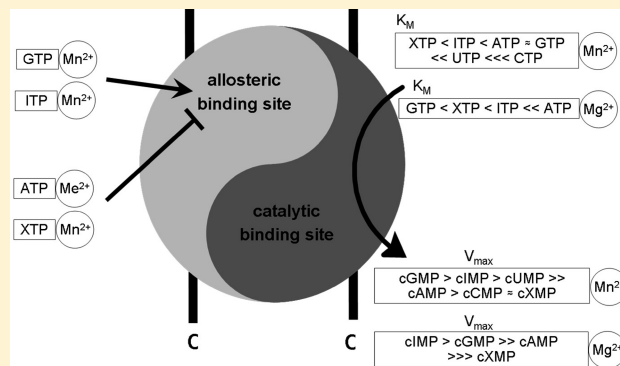 GTP Mn2+
ITP Mn2+
ATP Me2+
XTP Mn2+
allosteric
binding site
catalytic
binding site
C
C
KM
XTP < ITP < ATP ≈ GTP
<< UTP <<< CTP
Mn2+
KM
GTP < XTP < ITP << ATP Mg2+
Vmax
cGMP > cIMP > cUMP >>
cAMP > cCMP ≈ cXMP
Mn2
Vmax
cIMP > cGMP >> cAMP
>>> cXMP
Mg2+